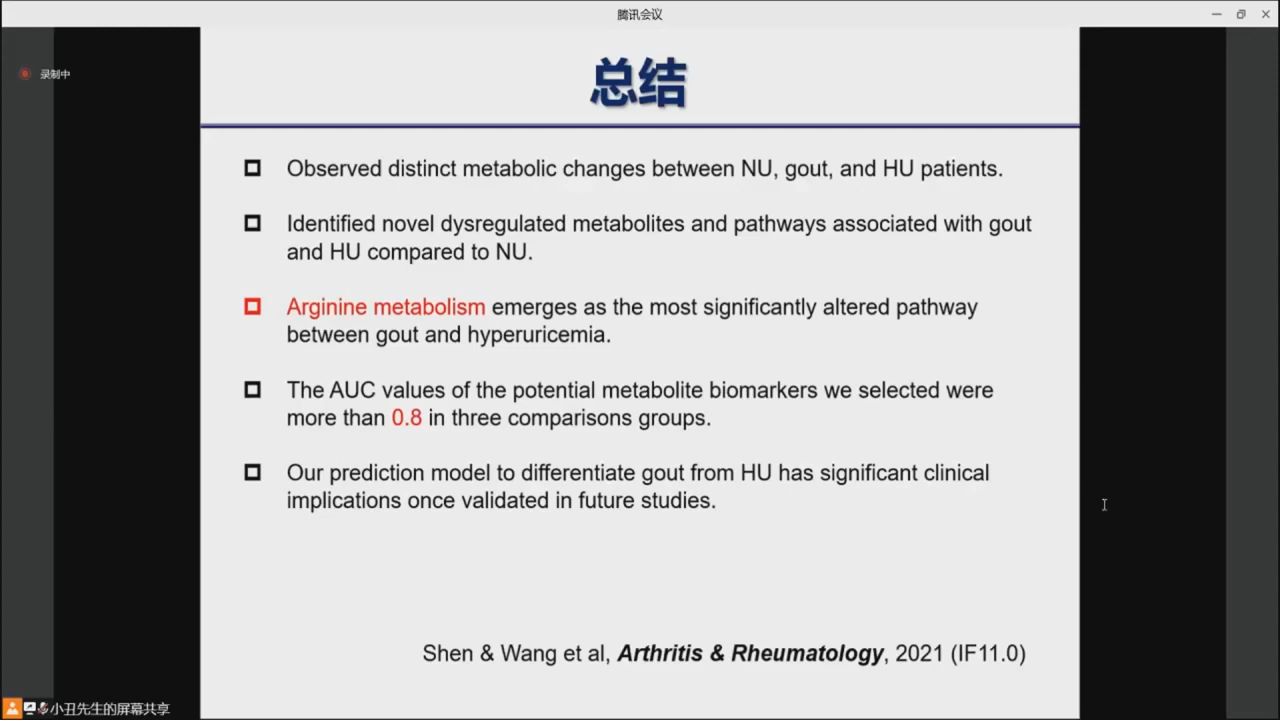 腾讯会议
录制中
总结
Observed distinct metabolic changes between NU, gout, and HU patients.
Identified novel dysregulated metabolites and pathways associated with gout
and HU compared to NU.
Arginine metabolism emerges as the most significantly altered pathway
between gout and hyperuricemia.
The AUC values of the potential metabolite biomarkers we selected were
more than 0.8 in three comparisons groups.
Our prediction model to differentiate gout from HU has significant clinical
implications once validated in future studies.
Shen & Wang et al, Arthritis & Rheumatology, 2021 (IF11.0)
小丑先生的屏幕共享